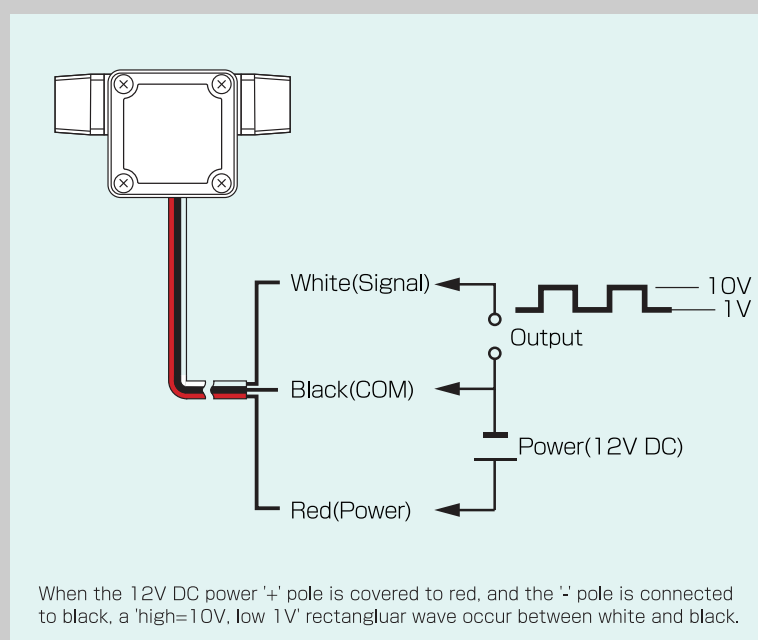 White(Signal)
10V
1V
Output
Black(COM)
Power(12V DC)
Red(Power)
When the 12V DC power '+' pole is covered to red, and the '-' pole is connected
to black, a 'high=10V, low 1V' rectangluar wave occur between white and black.